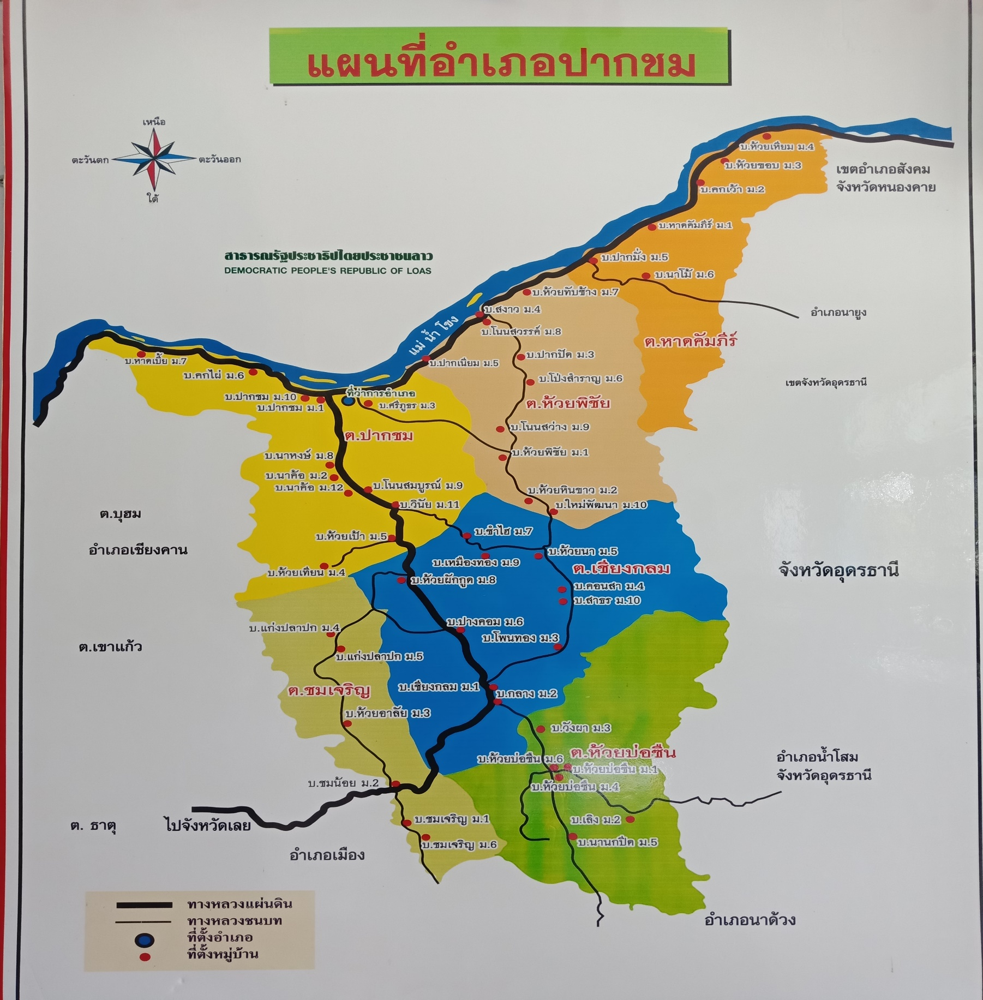 แผนที่อำเภอปากชม
เหนือ
ตะวันตก
ตะวันออก
ใต้
บ.ห้วยเหียม ม.4
บ.ห้วยขอบ ม.3
เขตอำเภอสังคม
จังหวัดหนองคาย
บ.คกเว้า ม.2
บ.หาดคัมภีร์ ม.1
สาธารณรัฐประชาธิปไตยประชาชนลาว
DEMOCRATIC PEOPLE'S REPUBLIC OF LOAS
บ.ปากมั่ง ม.5
บ.นาโม้ ม.6
บ.ห้วยทับช้าง ม.7
บ.สงาว ม.4
อำเภอนายูง
แม่ น้ำ โขง
บ.โนนสวรรค์ ม.8
ต.หาดคัมภีร์
บ.ปากปัด ม.3
บ.หาดเบี้ย ม.7
บ.ปากเนียม ม.5
บ.คกไผ่ ม.6
บ.โป่งสำราญ ม.6
เขตจังหวัดอุดรธานี
บ.ปากชม ม.10
ที่ว่าการอำเภอ
บ.ปากชม ม.1
บ.ศรีภูธร ม.3
ต.ห้วยพิชัย
บ.โนนสว่าง ม.9
ต.ปากชม
บ.นาหงษ์ ม.8
บ.ห้วยพิชัย ม.1
บ.นาค้อ ม.2
บ.นาค้อ ม.12
บ.โนนสมบูรณ์ ม.9
บ.ห้วยหินขาว ม.2
บ.วินัย ม.11
บ.ใหม่พัฒนา ม.10
ต.บุฮม
บ.ห้วยเป้า ม.5
บ.ซำไฮ ม.7
อำเภอเชียงคาน
บ.ห้วยนา ม.5
บ.เหมืองทอง ม.9
ต.เชียงกลม
บ.ห้วยเทียน ม.4
จังหวัดอุดรธานี
บ.ห้วยผักกูด ม.8
บ.คอนสา ม.4
บ.สาธร ม.10
บ.แก่งปลาปก ม.4
บ.ปางคอม ม.6
บ.โพนทอง ม.3
ต.เขาแก้ว
บ.แก่งปลาปก ม.5
ต.ชมเจริญ
บ.เชียงกลม ม.1
บ.กลาง ม.2
บ.ห้วยอาลัย ม.3
บ.วังผา ม.3
ต.ห้วยบ่อซืน
บ.ห้วยบ่อซืน ม.6
บ.ห้วยบ่อซืน ม.1
อำเภอน้ำโสม
จังหวัดอุดรธานี
บ.ชมน้อย ม.2
บ.ห้วยบ่อซืน ม.4
บ.ชมเจริญ ม.1
บ.เลิง ม.2
ต. ธาตุ
ไปจังหวัดเลย
บ.ชมเจริญ ม.6
บ.นานกปีด ม.5
อำเภอเมือง
ทางหลวงแผ่นดิน
ทางหลวงชนบท
อำเภอนาด้วง
ที่ตั้งอำเภอ
ที่ตั้งหมู่บ้าน